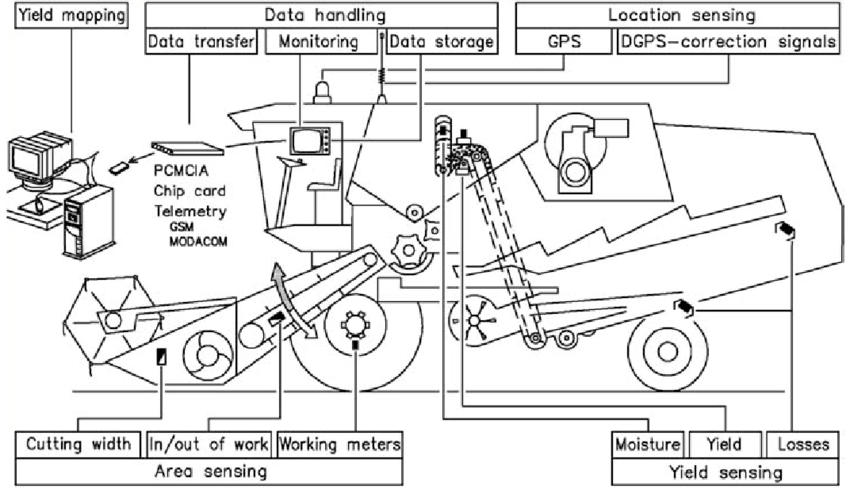 Yield mapping
Data handling
Data transfer
Monitoring
Data storage
Location sensing
GPS
DGPS-correction signals
PCMCIA
Chip card
Telemetry
GSM
MODACOM
Cutting width
In/out of work
Working meters
Area sensing
Moisture
Yield
Losses
Yield sensing